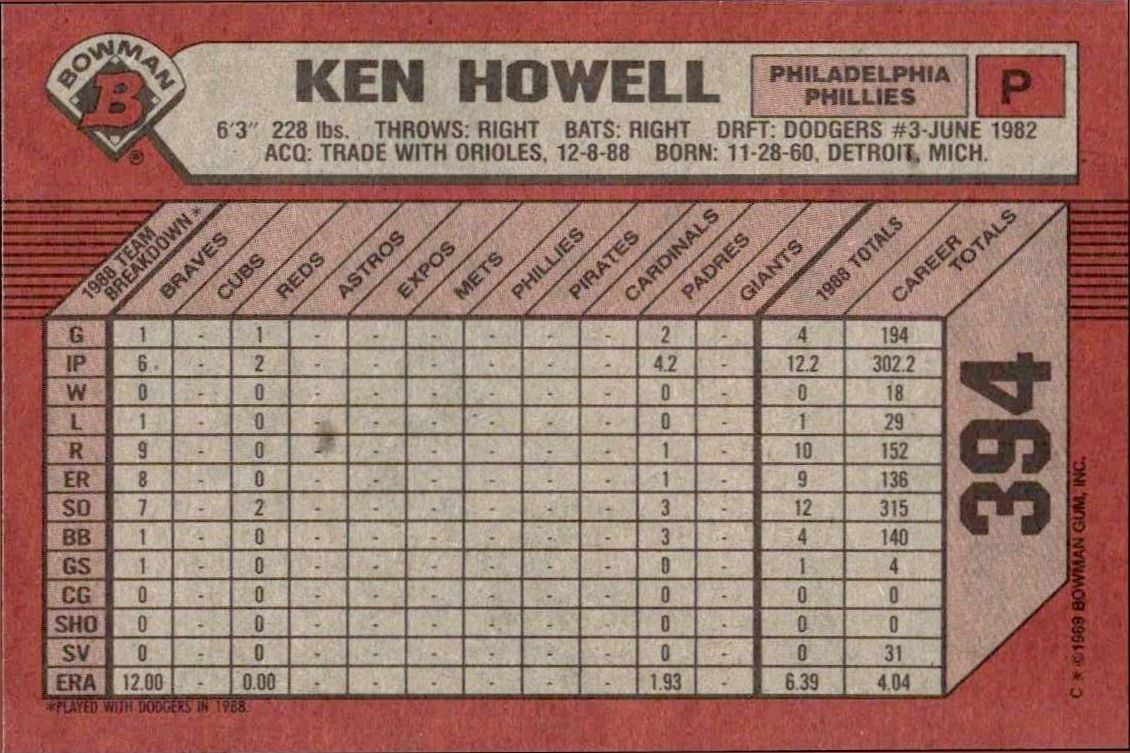 BOWMAN
B
®
KEN HOWELL
PHILADELPHIA
PHILLIES
P
6'3" 228 lbs. THROWS: RIGHT BATS: RIGHT DRFT: DODGERS #3-JUNE 1982
ACQ: TRADE WITH ORIOLES, 12-8-88 BORN: 11-28-60, DETROIT, MICH.
1988 TEAM
BREAKDOWN*
BRAVES
CUBS
REDS
ASTROS
EXPOS
METS
PHILLIES
PIRATES
CARDINALS
PADRES
GIANTS
1988 TOTALS
CAREER
TOTALS
G 1 - 1 - - - - - - 2 - 4 194
IP 6 - 2 - - - - - - 4.2 - 12.2 302.2
W 0 - 0 - - - - - - 0 - 0 18
L 1 - 0 - - - - - - 0 - 1 29
R 9 - 0 - - - - - - 1 - 10 152
ER 8 - 0 - - - - - - 1 - 9 136
SO 7 - 2 - - - - - - 3 - 12 315
BB 1 - 0 - - - - - - 3 - 4 140
GS 1 - 0 - - - - - - 0 - 1 4
CG 0 - 0 - - - - - - 0 - 0 0
SHO 0 - 0 - - - - - - 0 - 0 0
SV 0 - 0 - - - - - - 0 - 0 31
ERA 12.00 - 0.00 - - - - - - 1.93 - 6.39 4.04
*PLAYED WITH DODGERS IN 1988.
394
C * ©1969 BOWMAN GUM, INC.